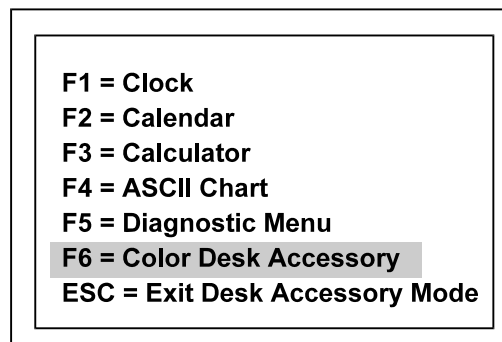 F1 = Clock
F2 = Calendar
F3 = Calculator
F4 = ASCII Chart
F5 = Diagnostic Menu
F6 = Color Desk Accessory
ESC = Exit Desk Accessory Mode